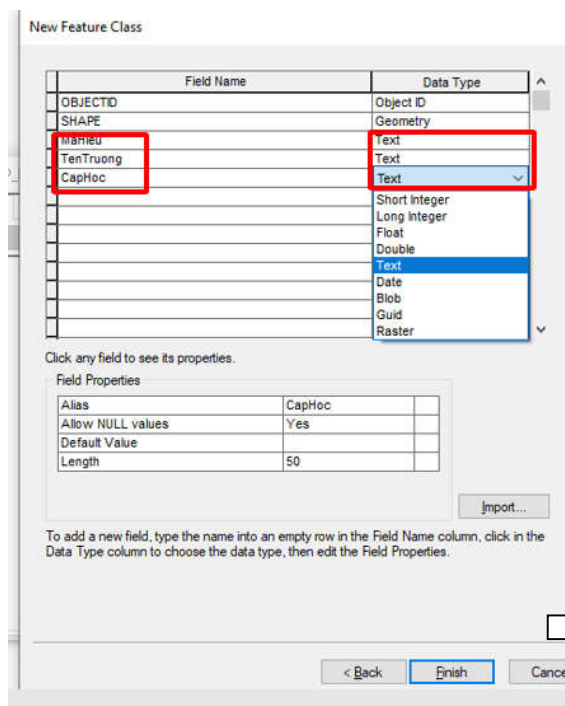 New Feature Class
Field Name Data Type
OBJECTID Object ID
SHAPE Geometry
MaHieu Text
TenTruong Text
CapHoc Text
Short Integer
Long Integer
Float
Double
Text
Date
Blob
Guid
Raster
Click any field to see its properties.
Field Properties
Alias CapHoc
Allow NULL values Yes
Default Value
Length 50
Import...
To add a new field, type the name into an empty row in the Field Name column, click in the
Data Type column to choose the data type, then edit the Field Properties.
< Back Finish Cance